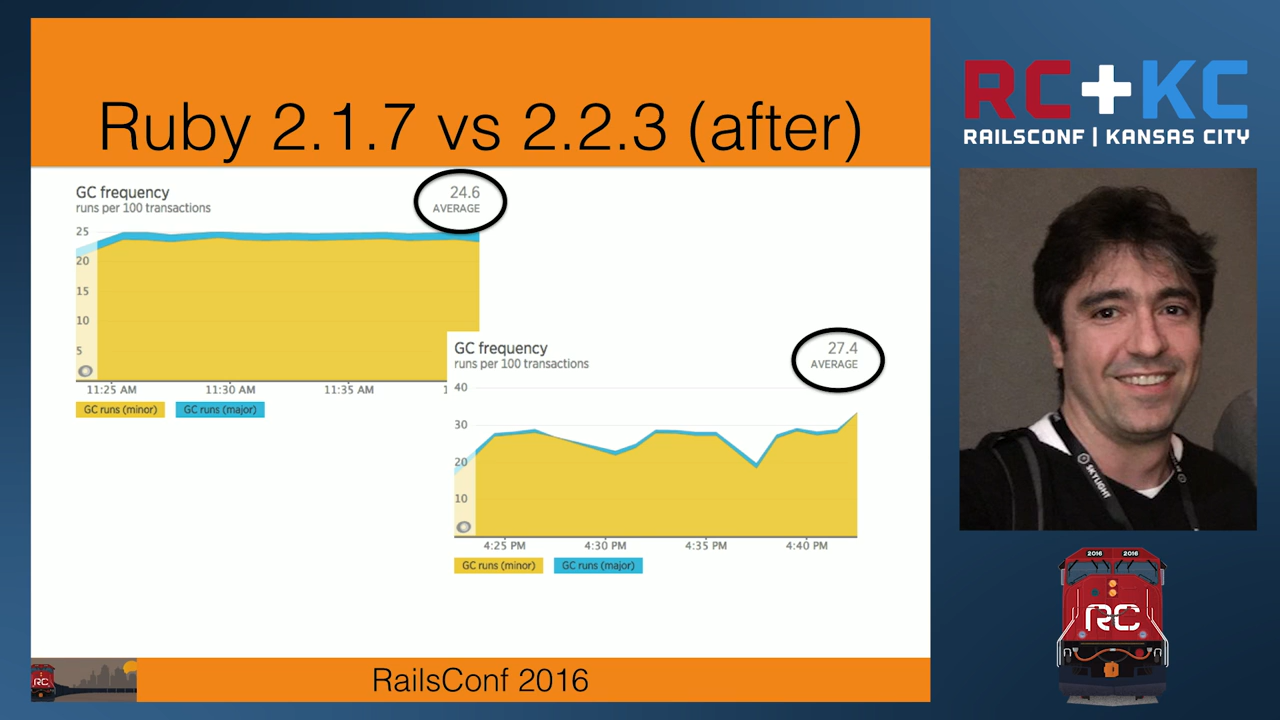 Ruby 2.1.7 vs 2.2.3 (after)
GC frequency
runs per 100 transactions
24.6
AVERAGE
25
20
15
10
5
11:25 AM 11:30 AM 11:35 AM 1
GC runs (minor) GC runs (major)
GC frequency
runs per 100 transactions
27.4
AVERAGE
40
30
20
10
4:25 PM 4:30 PM 4:35 PM 4:40 PM
GC runs (minor) GC runs (major)
RC
RailsConf 2016
RC+KC
RAILSCONF | KANSAS CITY
SKYLIGHT
2016 2016
RC